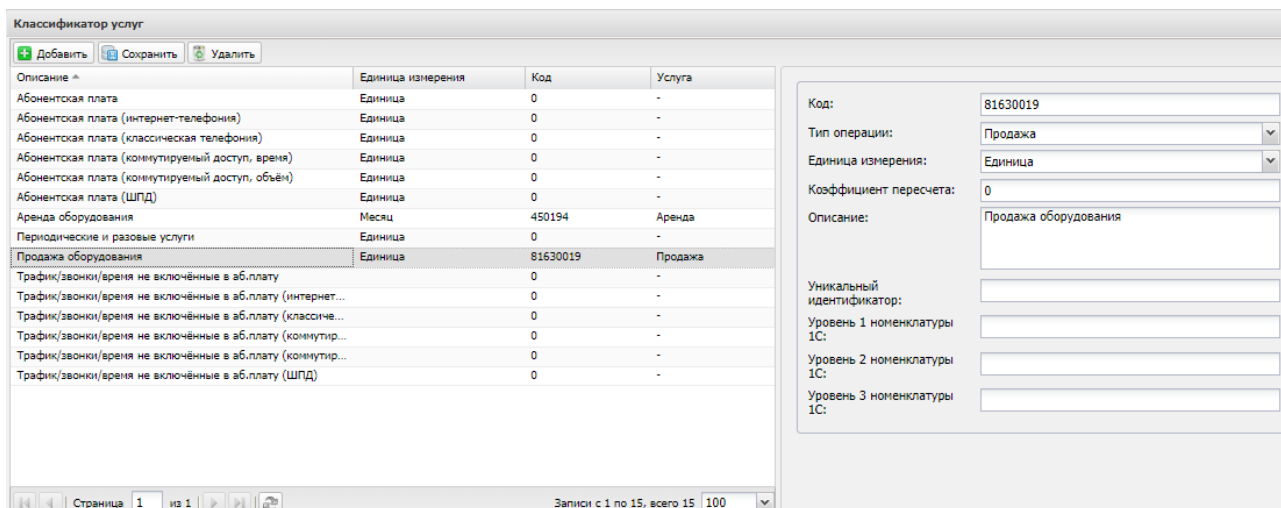 Классификатор услуг
Добавить Сохранить Удалить
Описание Единица измерения Код Услуга
Абонентская плата Единица 0 -
Абонентская плата (интернет-телефония) Единица 0 -
Абонентская плата (классическая телефония) Единица 0 -
Абонентская плата (коммутируемый доступ, время) Единица 0 -
Абонентская плата (коммутируемый доступ, объём) Единица 0 -
Абонентская плата (ШПД) Единица 0 -
Аренда оборудования Месяц 450194 Аренда
Периодические и разовые услуги Единица 0 -
Продажа оборудования Единица 81630019 Продажа
Трафик/звонки/время не включённые в аб.плату 0 -
Трафик/звонки/время не включённые в аб.плату (интернет... 0 -
Трафик/звонки/время не включённые в аб.плату (классиче... 0 -
Трафик/звонки/время не включённые в аб.плату (коммутир... 0 -
Трафик/звонки/время не включённые в аб.плату (коммутир... 0 -
Трафик/звонки/время не включённые в аб.плату (ШПД) 0 -
Страница 1 из 1 Записи с 1 по 15, всего 15 100
Код: 81630019
Тип операции: Продажа
Единица измерения: Единица
Коэффициент пересчета: 0
Описание: Продажа оборудования
Уникальный
идентификатор:
Уровень 1 номенклатуры
1С:
Уровень 2 номенклатуры
1С:
Уровень 3 номенклатуры
1С: